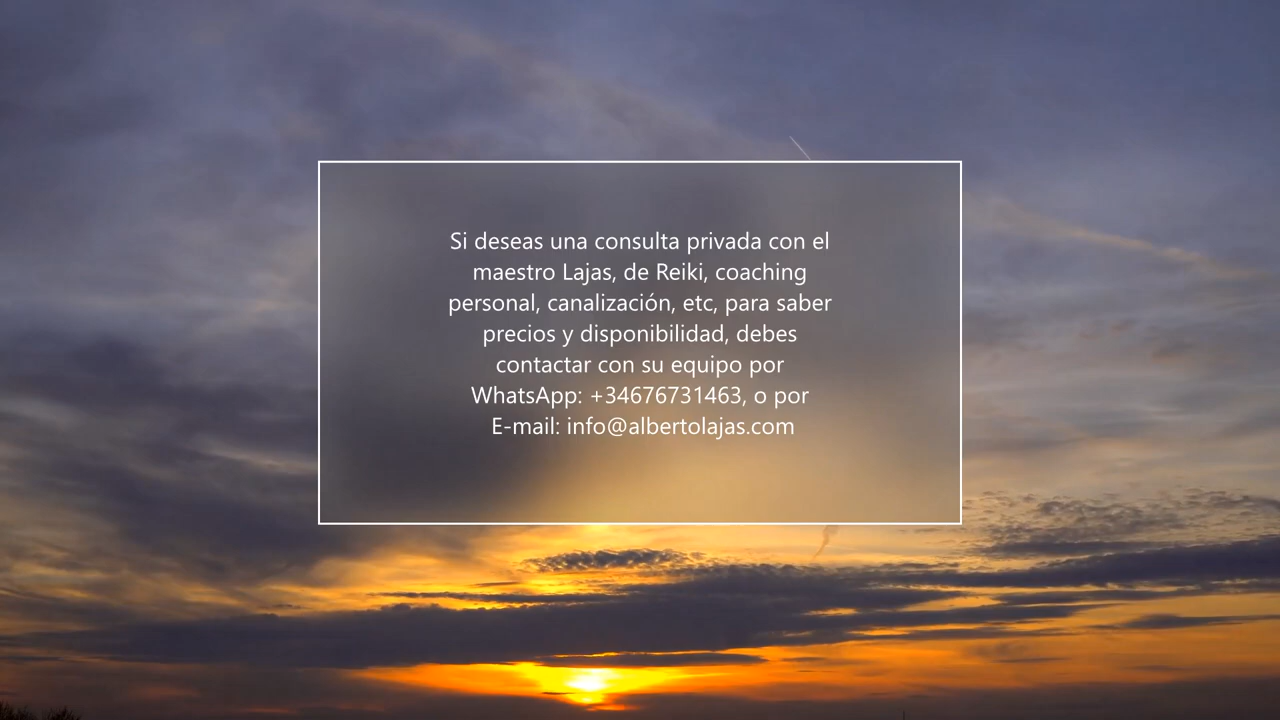 Si deseas una consulta privada con el
maestro Lajas, de Reiki, coaching
personal, canalización, etc, para saber
precios y disponibilidad, debes
contactar con su equipo por
WhatsApp: +34676731463, o por
E-mail: info@albertolajas.com